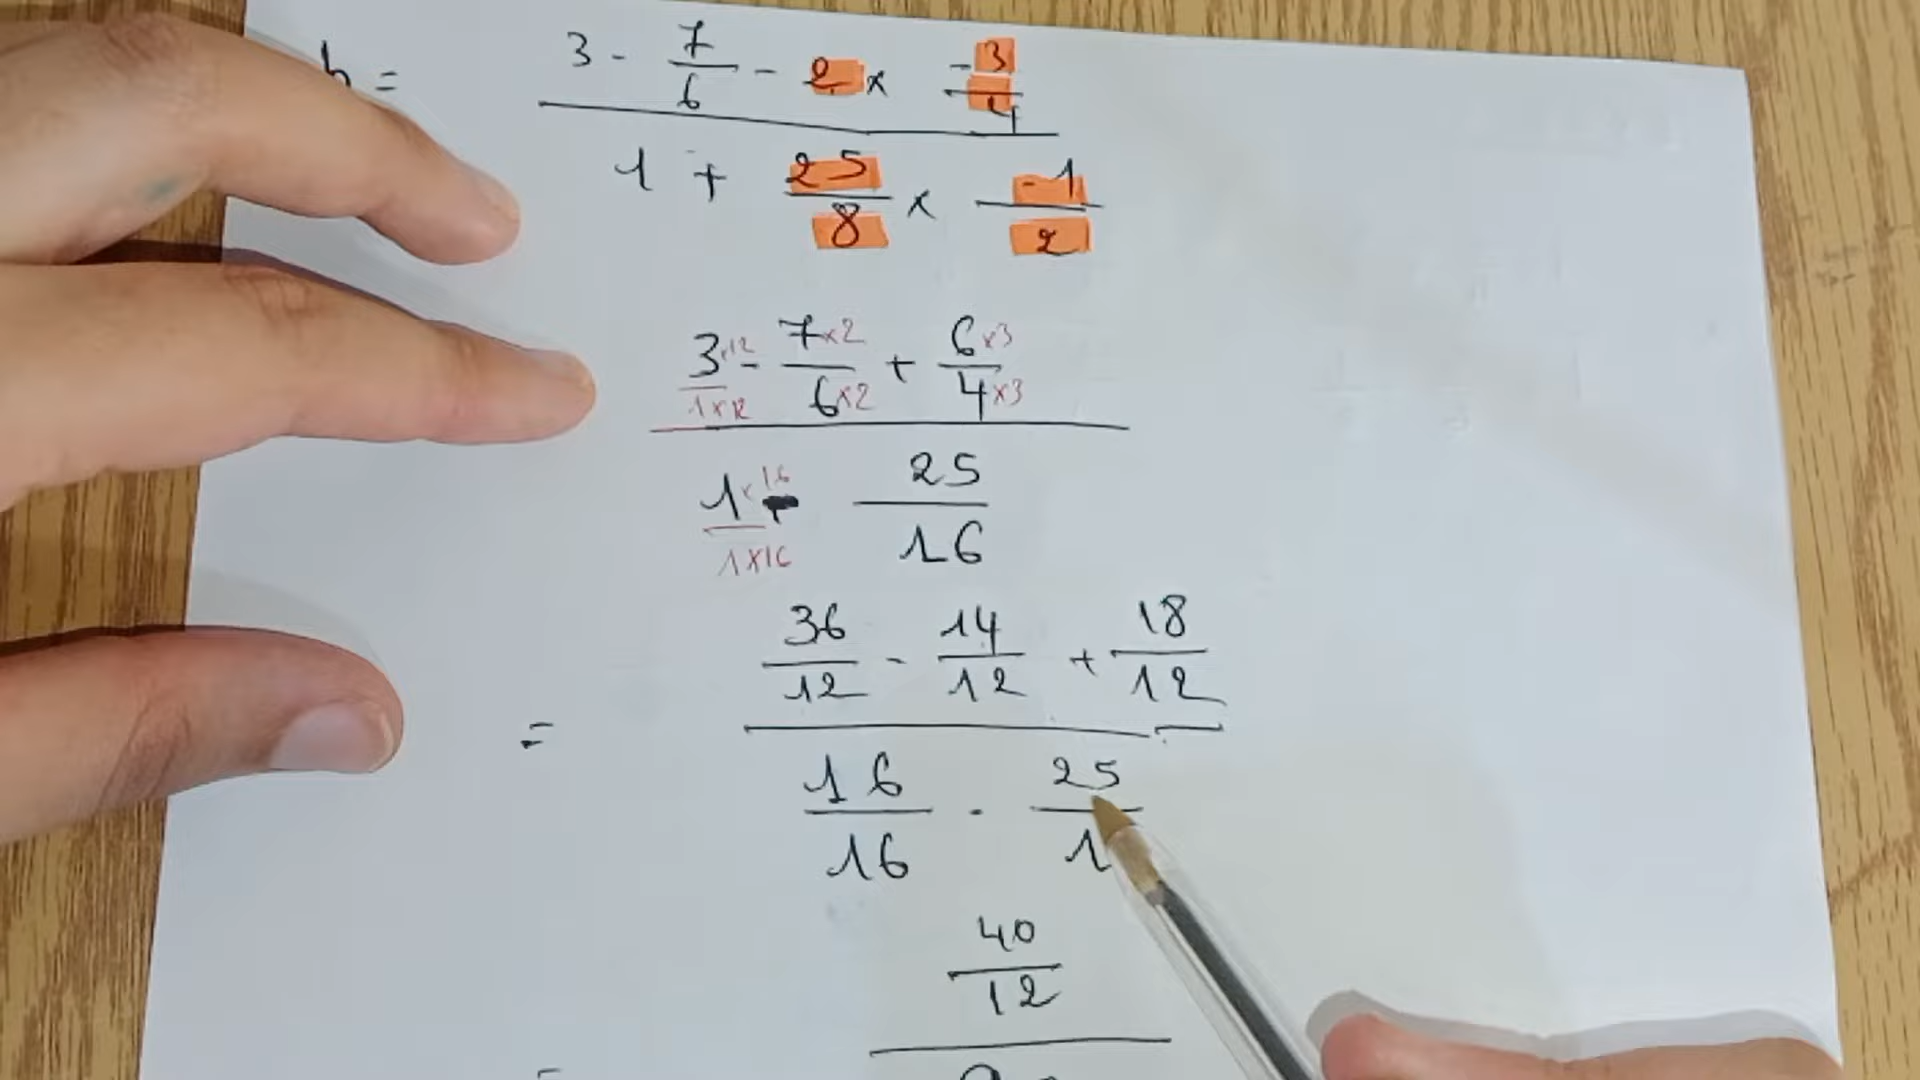 b = 3 - 7/6 - 2 × -3/4
1 + 25/8 × -1/2
3×12/1×12 - 7×2/6×2 + 6×3/4×3
1×16/1×16 - 25/16
= 36/12 - 14/12 + 18/12
16/16 - 25/1
40/12
=